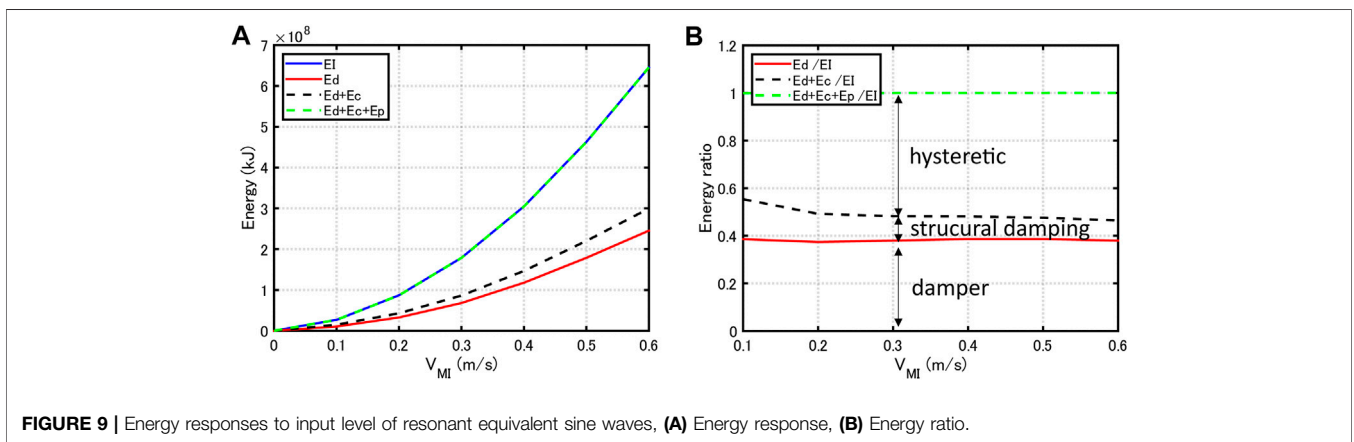 A
×10⁸
7
6
5
4
3
2
1
0
Energy (kJ)
EI
Ed
Ed+Ec
Ed+Ec+Ep
0 0.1 0.2 0.3 0.4 0.5 0.6
V_MI (m/s)
B
1.2
1
0.8
0.6
0.4
0.2
0
Energy ratio
Ed /EI
Ed+Ec /EI
Ed+Ec+Ep /EI
hysteretic
strucural damping
damper
0.1 0.2 0.3 0.4 0.5 0.6
V_MI (m/s)
FIGURE 9 | Energy responses to input level of resonant equivalent sine waves, (A) Energy response, (B) Energy ratio.